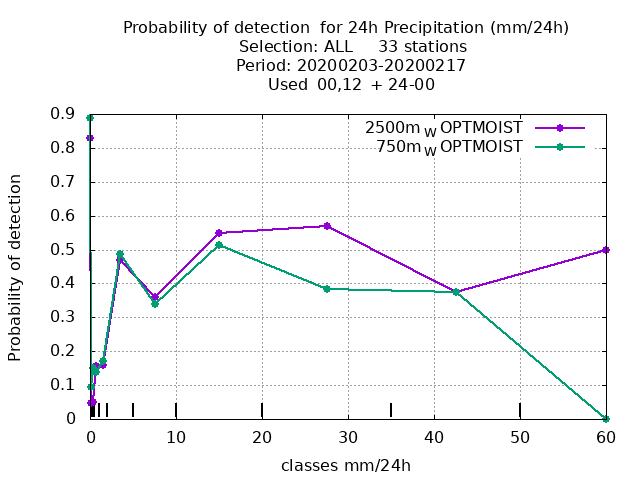 Probability of detection  for 24h Precipitation (mm/24h)
Selection: ALL     33 stations
Period: 20200203-20200217
Used  00,12  + 24-00
2500m W OPTMOIST
750m W OPTMOIST
Probability of detection
0.9
0.8
0.7
0.6
0.5
0.4
0.3
0.2
0.1
0
0 10 20 30 40 50 60
classes mm/24h